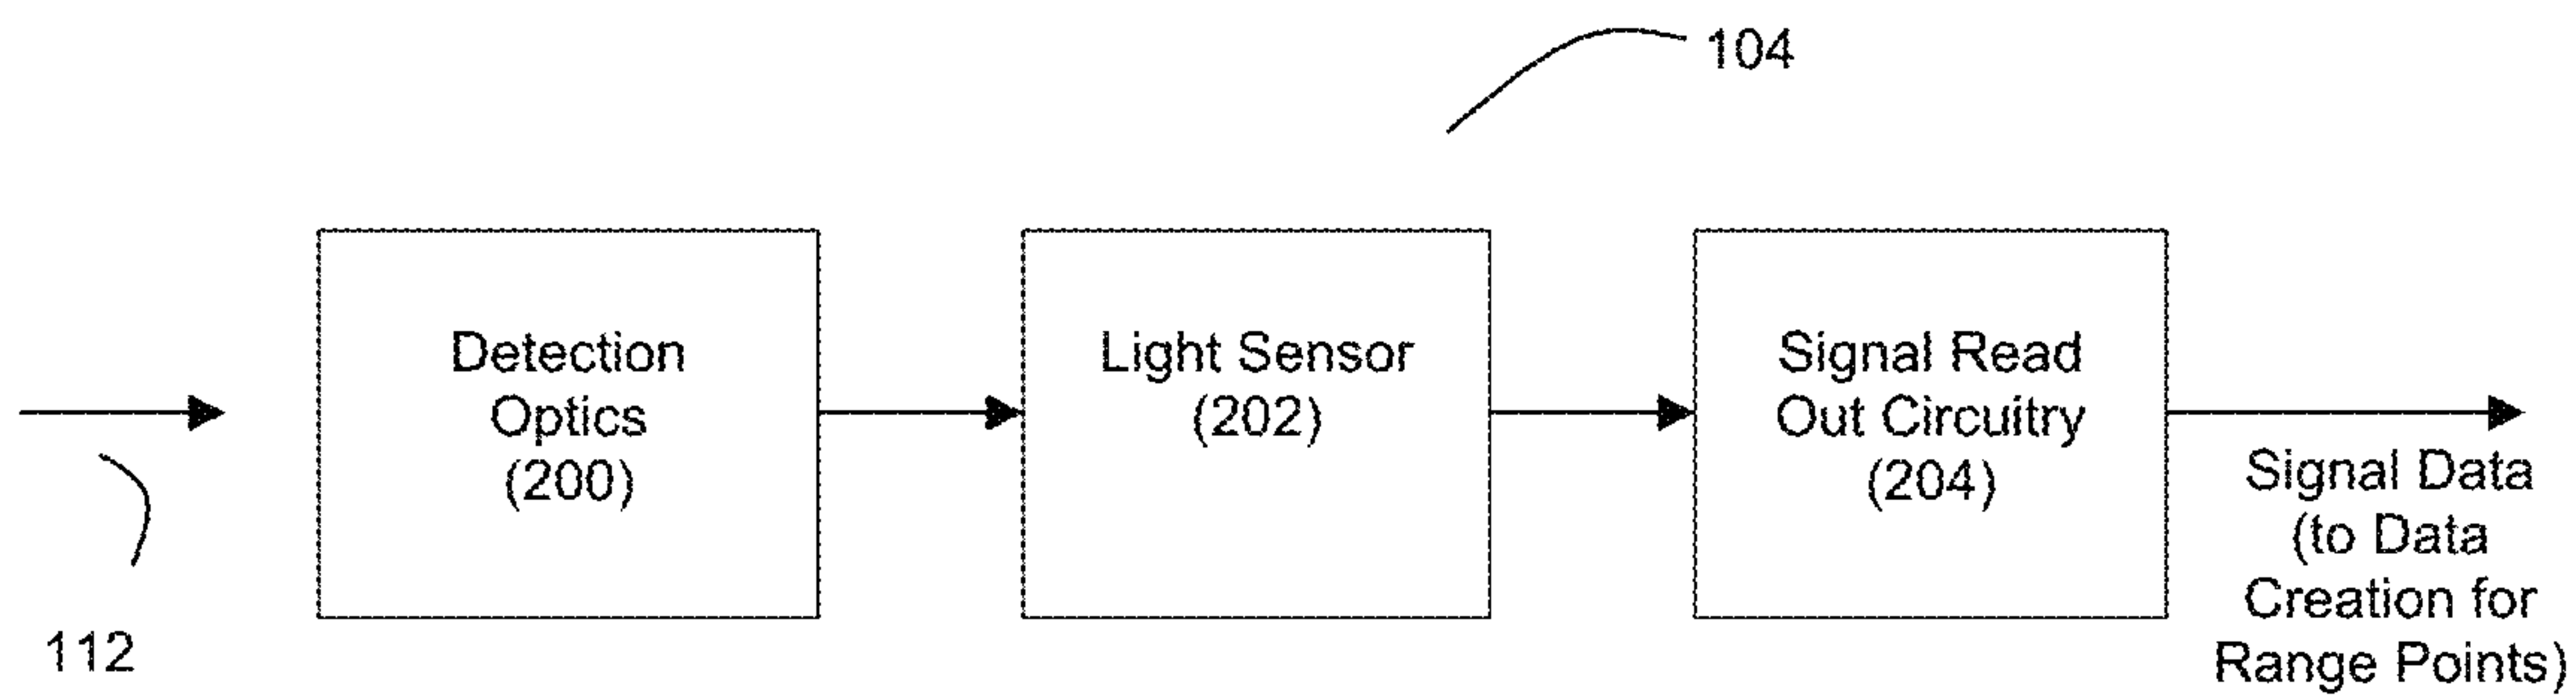 104
Detection
Optics
(200)
Light Sensor
(202)
Signal Read
Out Circuitry
(204)
Signal Data
(to Data
Creation for
Range Points)
112